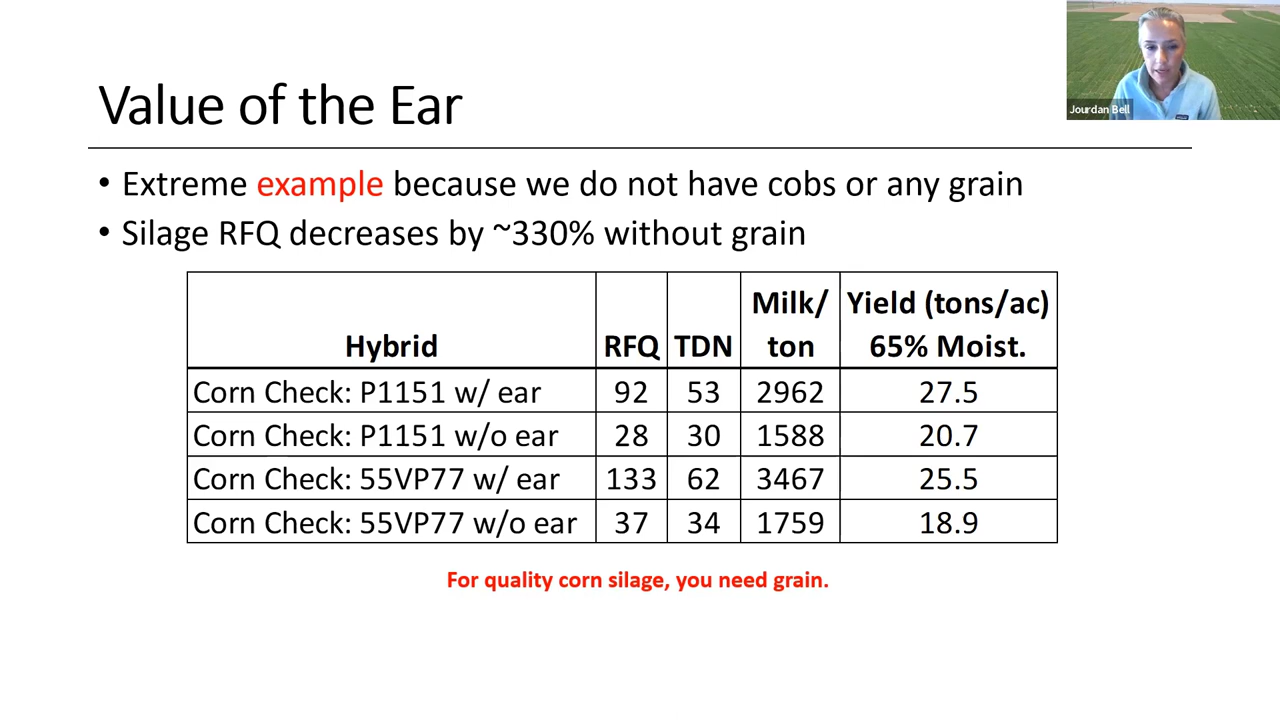 Jourdan Bell
Value of the Ear
• Extreme example because we do not have cobs or any grain
• Silage RFQ decreases by ~330% without grain
Hybrid RFQ TDN Milk/ ton Yield (tons/ac) 65% Moist.
Corn Check: P1151 w/ ear 92 53 2962 27.5
Corn Check: P1151 w/o ear 28 30 1588 20.7
Corn Check: 55VP77 w/ ear 133 62 3467 25.5
Corn Check: 55VP77 w/o ear 37 34 1759 18.9
For quality corn silage, you need grain.